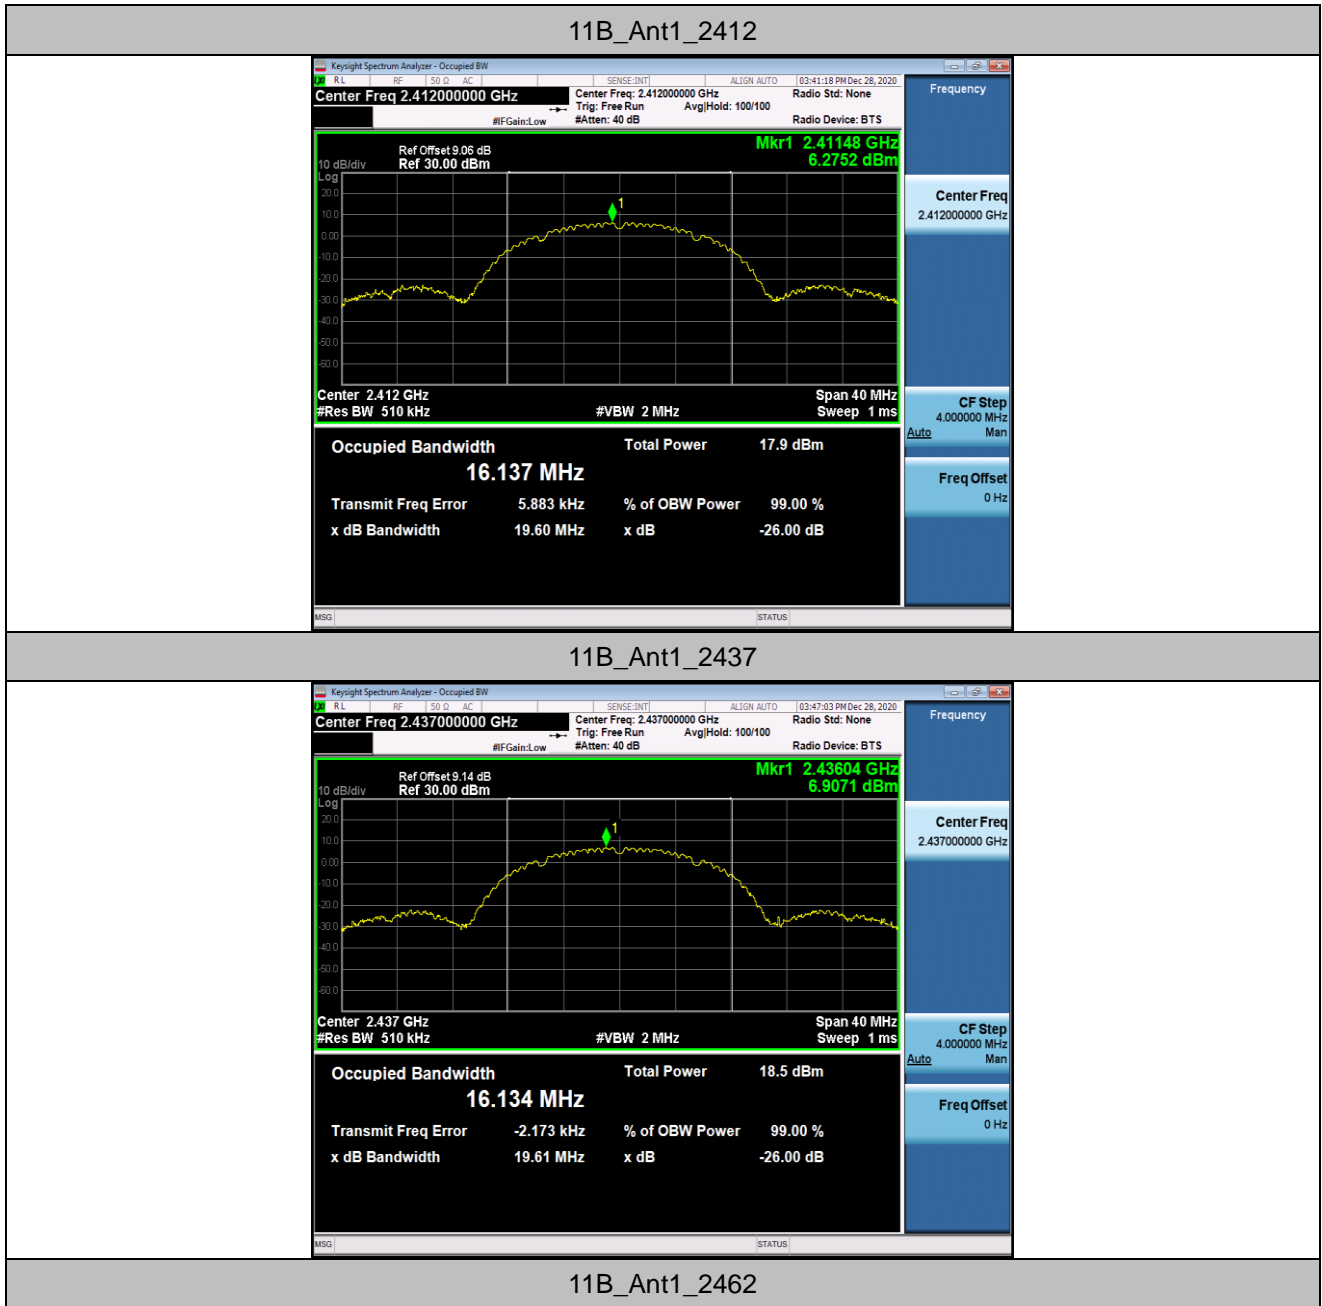 11B_Ant1_2412
Keysight Spectrum Analyzer - Occupied BW
RL RF 50 Ω AC SENSE:INT ALIGN AUTO 03:41:18 PM Dec 28, 2020
Center Freq 2.412000000 GHz
Center Freq: 2.412000000 GHz
Radio Std: None
Trig: Free Run Avg|Hold: 100/100
#IFGain:Low #Atten: 40 dB Radio Device: BTS
Frequency
Mkr1 2.41148 GHz
6.2752 dBm
Ref Offset 9.06 dB
10 dB/div Ref 30.00 dBm
Log
20.0
10.0
0.00
-10.0
-20.0
-30.0
-40.0
-50.0
-60.0
1
Center 2.412 GHz Span 40 MHz
#Res BW 510 kHz #VBW 2 MHz Sweep 1 ms
Center Freq
2.412000000 GHz
CF Step
4.000000 MHz
Auto Man
Freq Offset
0 Hz
Occupied Bandwidth Total Power 17.9 dBm
16.137 MHz
Transmit Freq Error 5.883 kHz % of OBW Power 99.00 %
x dB Bandwidth 19.60 MHz x dB -26.00 dB
MSG STATUS
11B_Ant1_2437
Keysight Spectrum Analyzer - Occupied BW
RL RF 50 Ω AC SENSE:INT ALIGN AUTO 03:47:03 PM Dec 28, 2020
Center Freq 2.437000000 GHz
Center Freq: 2.437000000 GHz
Radio Std: None
Trig: Free Run Avg|Hold: 100/100
#IFGain:Low #Atten: 40 dB Radio Device: BTS
Frequency
Mkr1 2.43604 GHz
6.9071 dBm
Ref Offset 9.14 dB
10 dB/div Ref 30.00 dBm
Log
20.0
10.0
0.00
-10.0
-20.0
-30.0
-40.0
-50.0
-60.0
1
Center 2.437 GHz Span 40 MHz
#Res BW 510 kHz #VBW 2 MHz Sweep 1 ms
Center Freq
2.437000000 GHz
CF Step
4.000000 MHz
Auto Man
Freq Offset
0 Hz
Occupied Bandwidth Total Power 18.5 dBm
16.134 MHz
Transmit Freq Error -2.173 kHz % of OBW Power 99.00 %
x dB Bandwidth 19.61 MHz x dB -26.00 dB
MSG STATUS
11B_Ant1_2462